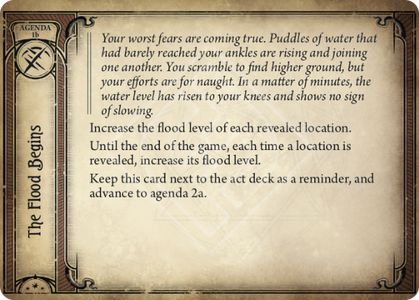 AGENDA
1b
The Flood Begins
Your worst fears are coming true. Puddles of water that
had barely reached your ankles are rising and joining
one another. You scramble to find higher ground, but
your efforts are for naught. In a matter of minutes, the
water level has risen to your knees and shows no sign
of slowing.
Increase the flood level of each revealed location.
Until the end of the game, each time a location is
revealed, increase its flood level.
Keep this card next to the act deck as a reminder, and
advance to agenda 2a.